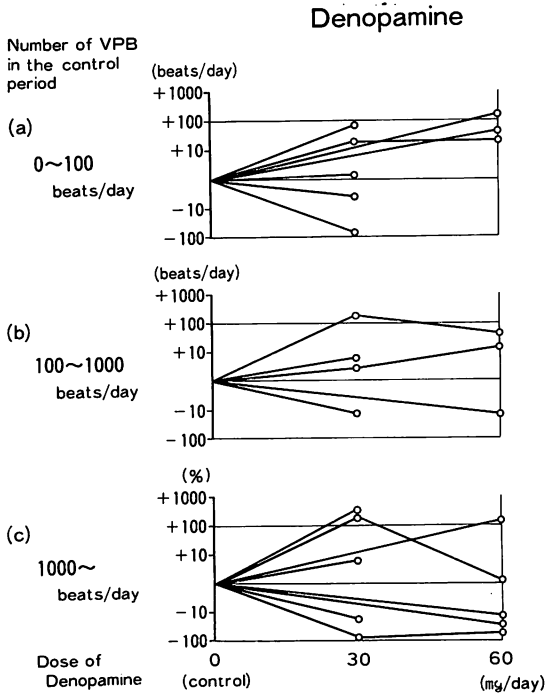 Denopamine
Number of VPB
in the control
period
(beats/day)
+1000
+100
+10
-10
-100
(a)
0~100
beats/day
(beats/day)
+1000
+100
+10
-10
-100
(b)
100~1000
beats/day
(%)
+1000
+100
+10
-10
-100
(c)
1000~
beats/day
Dose of
Denopamine
0
30
60
(control)
(mg/day)